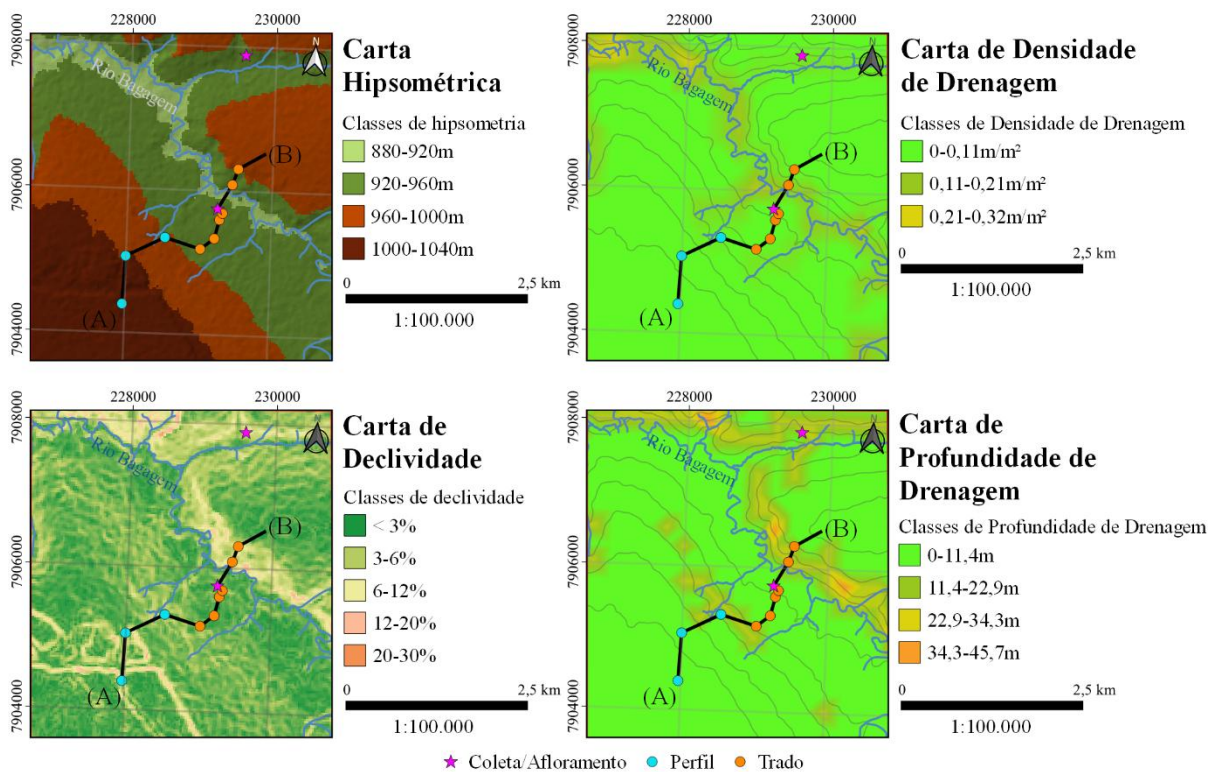 228000 230000
7908000
7906000
7904000
Rio Bagagem
N
(A)
(B)
Carta
Hipsométrica
Classes de hipsometria
880-920m
920-960m
960-1000m
1000-1040m
0 2,5 km
1:100.000
228000 230000
7908000
7906000
7904000
Rio Bagagem
N
(A)
(B)
Carta de Densidade
de Drenagem
Classes de Densidade de Drenagem
0-0,11m/m²
0,11-0,21m/m²
0,21-0,32m/m²
0 2,5 km
1:100.000
228000 230000
7908000
7906000
7904000
Rio Bagagem
N
(A)
(B)
Carta de
Declividade
Classes de declividade
< 3%
3-6%
6-12%
12-20%
20-30%
0 2,5 km
1:100.000
228000 230000
7908000
7906000
7904000
Rio Bagagem
N
(A)
(B)
Carta de
Profundidade de
Drenagem
Classes de Profundidade de Drenagem
0-11,4m
11,4-22,9m
22,9-34,3m
34,3-45,7m
0 2,5 km
1:100.000
Coleta/Afloramento Perfil Trado